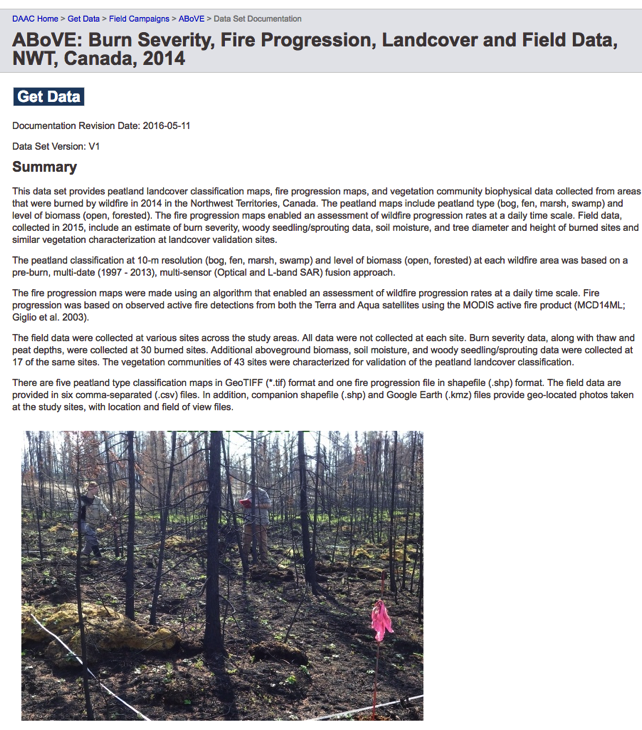 DAAC Home > Get Data > Field Campaigns > ABoVE > Data Set Documentation
ABoVE: Burn Severity, Fire Progression, Landcover and Field Data,
NWT, Canada, 2014
Get Data
Documentation Revision Date: 2016-05-11
Data Set Version: V1
Summary
This data set provides peatland landcover classification maps, fire progression maps, and vegetation community biophysical data collected from areas
that were burned by wildfire in 2014 in the Northwest Territories, Canada. The peatland maps include peatland type (bog, fen, marsh, swamp) and
level of biomass (open, forested). The fire progression maps enabled an assessment of wildfire progression rates at a daily time scale. Field data,
collected in 2015, include an estimate of burn severity, woody seedling/sprouting data, soil moisture, and tree diameter and height of burned sites and
similar vegetation characterization at landcover validation sites.
The peatland classification at 10-m resolution (bog, fen, marsh, swamp) and level of biomass (open, forested) at each wildfire area was based on a
pre-burn, multi-date (1997 - 2013), multi-sensor (Optical and L-band SAR) fusion approach.
The fire progression maps were made using an algorithm that enabled an assessment of wildfire progression rates at a daily time scale. Fire
progression was based on observed active fire detections from both the Terra and Aqua satellites using the MODIS active fire product (MCD14ML;
Giglio et al. 2003).
The field data were collected at various sites across the study areas. All data were not collected at each site. Burn severity data, along with thaw and
peat depths, were collected at 30 burned sites. Additional aboveground biomass, soil moisture, and woody seedling/sprouting data were collected at
17 of the same sites. The vegetation communities of 43 sites were characterized for validation of the peatland landcover classification.
There are five peatland type classification maps in GeoTIFF (*.tif) format and one fire progression file in shapefile (.shp) format. The field data are
provided in six comma-separated (.csv) files. In addition, companion shapefile (.shp) and Google Earth (.kmz) files provide geo-located photos taken
at the study sites, with location and field of view files.